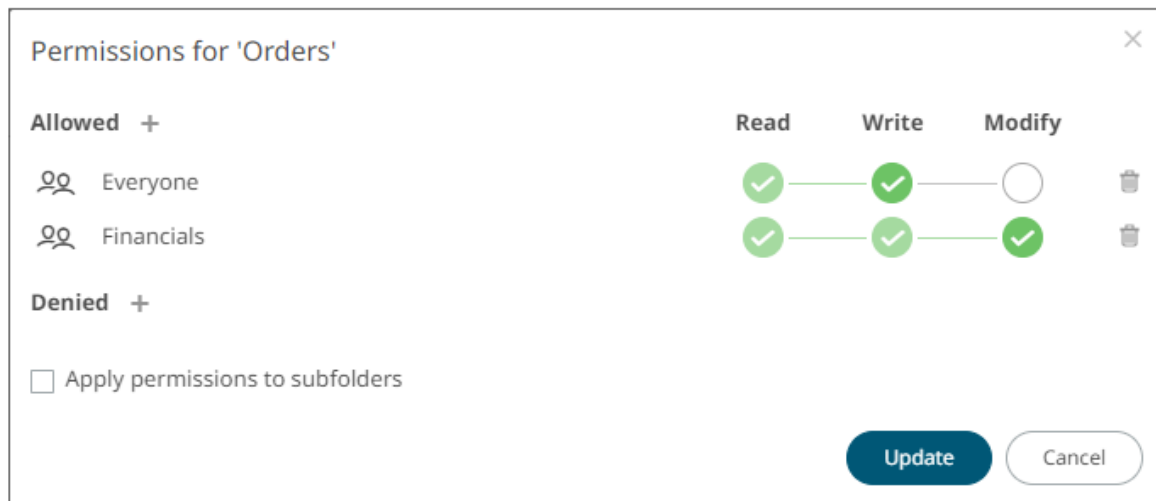 Permissions for 'Orders'
Allowed + Read Write Modify
Everyone
Financials
Denied +
Apply permissions to subfolders
Update Cancel